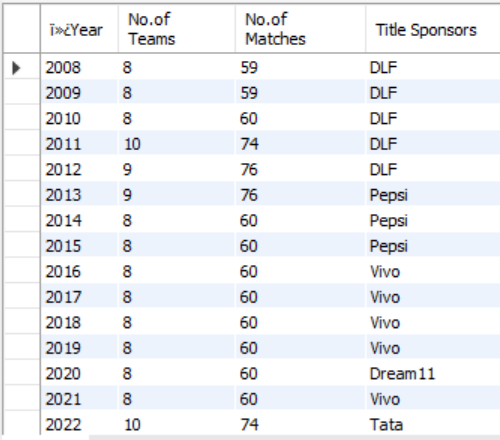 ï»¿Year No.of Teams No.of Matches Title Sponsors
2008 8 59 DLF
2009 8 59 DLF
2010 8 60 DLF
2011 10 74 DLF
2012 9 76 DLF
2013 9 76 Pepsi
2014 8 60 Pepsi
2015 8 60 Pepsi
2016 8 60 Vivo
2017 8 60 Vivo
2018 8 60 Vivo
2019 8 60 Vivo
2020 8 60 Dream11
2021 8 60 Vivo
2022 10 74 Tata